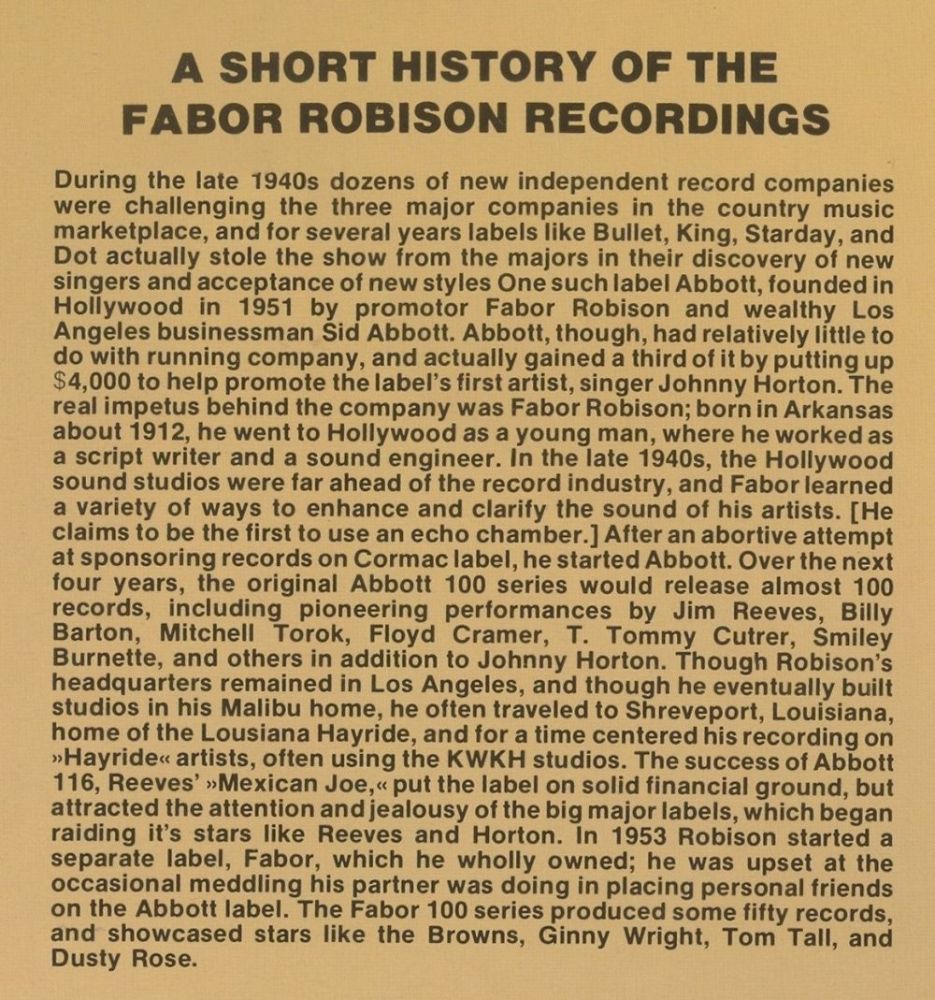 A SHORT HISTORY OF THE
FABOR ROBISON RECORDINGS
During the late 1940s dozens of new independent record companies
were challenging the three major companies in the country music
marketplace, and for several years labels like Bullet, King, Starday, and
Dot actually stole the show from the majors in their discovery of new
singers and acceptance of new styles One such label Abbott, founded in
Hollywood in 1951 by promotor Fabor Robison and wealthy Los
Angeles businessman Sid Abbott. Abbott, though, had relatively little to
do with running company, and actually gained a third of it by putting up
$4,000 to help promote the label's first artist, singer Johnny Horton. The
real impetus behind the company was Fabor Robison; born in Arkansas
about 1912, he went to Hollywood as a young man, where he worked as
a script writer and a sound engineer. In the late 1940s, the Hollywood
sound studios were far ahead of the record industry, and Fabor learned
a variety of ways to enhance and clarify the sound of his artists. [He
claims to be the first to use an echo chamber.] After an abortive attempt
at sponsoring records on Cormac label, he started Abbott. Over the next
four years, the original Abbott 100 series would release almost 100
records, including pioneering performances by Jim Reeves, Billy
Barton, Mitchell Torok, Floyd Cramer, T. Tommy Cutrer, Smiley
Burnette, and others in addition to Johnny Horton. Though Robison's
headquarters remained in Los Angeles, and though he eventually built
studios in his Malibu home, he often traveled to Shreveport, Louisiana,
home of the Lousiana Hayride, and for a time centered his recording on
»Hayride« artists, often using the KWKH studios. The success of Abbott
116, Reeves' »Mexican Joe,« put the label on solid financial ground, but
attracted the attention and jealousy of the big major labels, which began
raiding it's stars like Reeves and Horton. In 1953 Robison started a
separate label, Fabor, which he wholly owned; he was upset at the
occasional meddling his partner was doing in placing personal friends
on the Abbott label. The Fabor 100 series produced some fifty records,
and showcased stars like the Browns, Ginny Wright, Tom Tall, and
Dusty Rose.